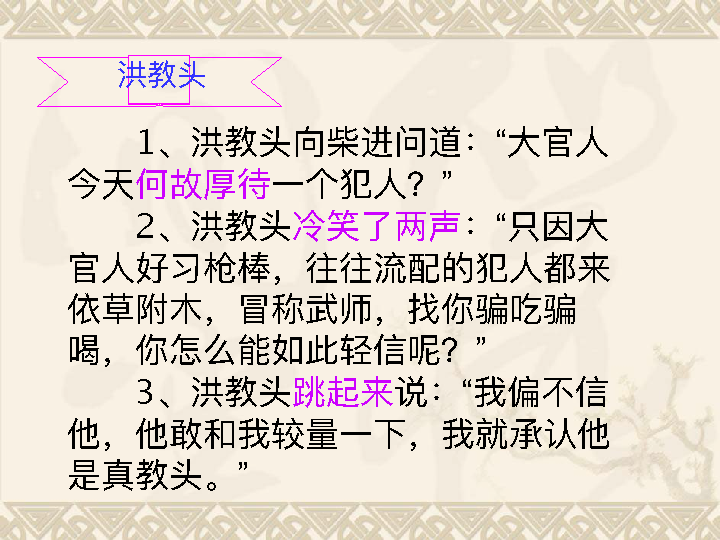 洪教头
1、洪教头向柴进问道：“大官人
今天何故厚待一个犯人？”
2、洪教头冷笑了两声：“只因大
官人好习枪棒，往往流配的犯人都来
依草附木，冒称武师，找你骗吃骗
喝，你怎么能如此轻信呢？”
3、洪教头跳起来说：“我偏不信
他，他敢和我较量一下，我就承认他
是真教头。”